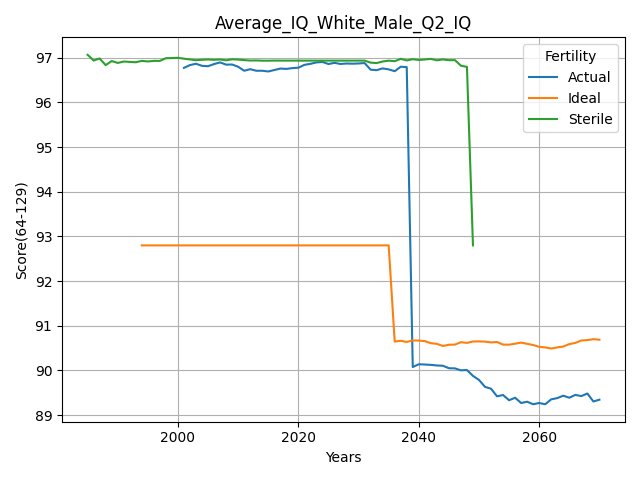 Average_IQ_White_Male_Q2_IQ
Score(64-129)
97
96
95
94
93
92
91
90
89
Fertility
Actual
Ideal
Sterile
2000
2020
2040
2060
Years